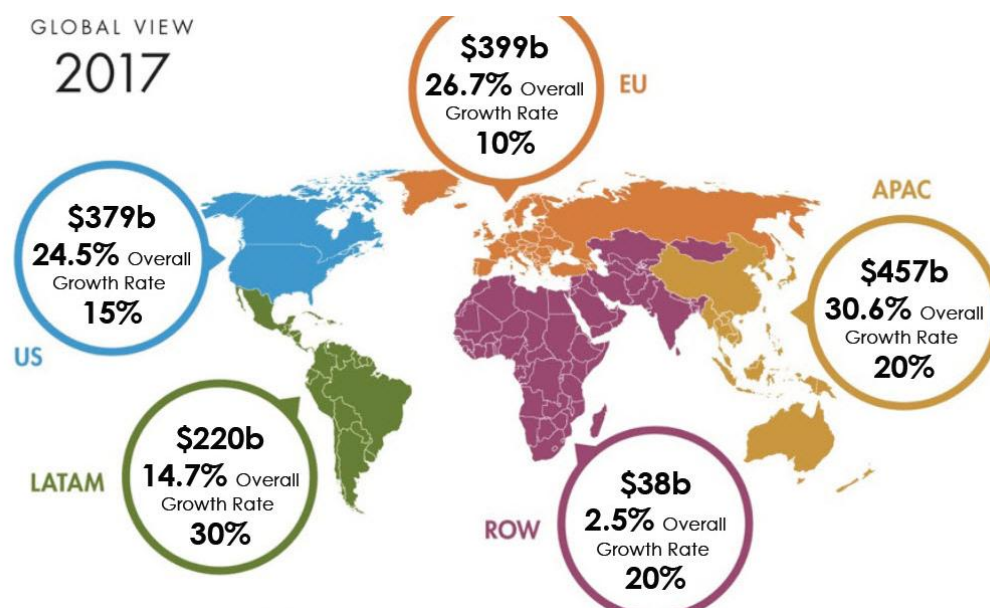 GLOBAL VIEW
2017
$399b
26.7% Overall
Growth Rate
10%
EU
APAC
$379b
24.5% Overall
Growth Rate
15%
US
$457b
30.6% Overall
Growth Rate
20%
$220b
14.7% Overall
Growth Rate
30%
LATAM
$38b
2.5% Overall
Growth Rate
20%
ROW